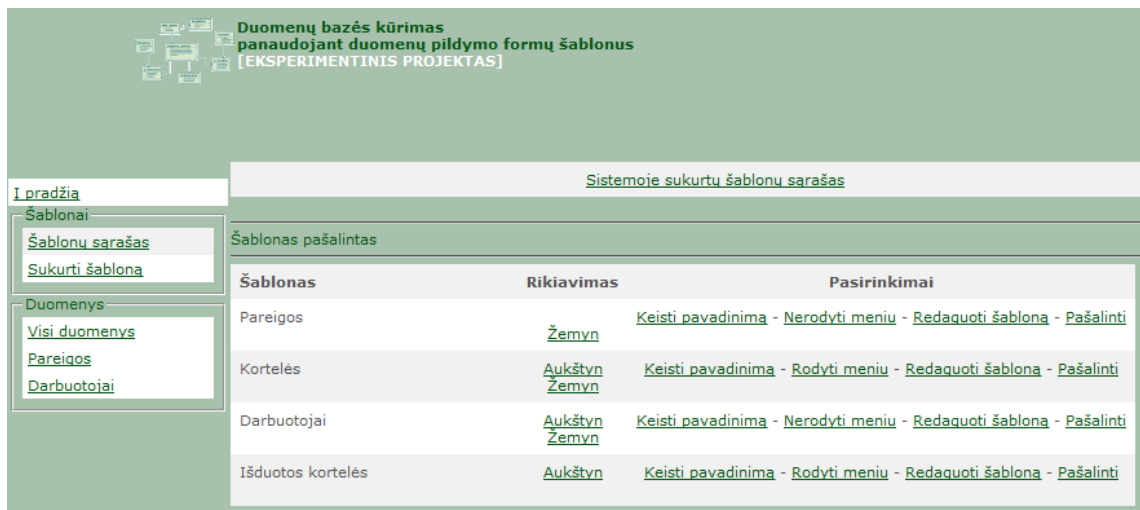 Duomenų bazės kūrimas
panaudojant duomenų pildymo formų šablonus
[EKSPERIMENTINIS PROJEKTAS]
Į pradžią
Šablonai
Šablonų sąrašas
Sukurti šabloną
Duomenys
Visi duomenys
Pareigos
Darbuotojai
Sistemoje sukurtų šablonų sąrašas
Šablonas pašalintas
Šablonas Rikiavimas Pasirinkimai
Pareigos Keisti pavadinimą - Nerodyti meniu - Redaguoti šabloną - Pašalinti
Žemyn
Kortelės Aukštyn Keisti pavadinimą - Rodyti meniu - Redaguoti šabloną - Pašalinti
Žemyn
Darbuotojai Aukštyn Keisti pavadinimą - Nerodyti meniu - Redaguoti šabloną - Pašalinti
Žemyn
Išduotos kortelės Aukštyn Keisti pavadinimą - Rodyti meniu - Redaguoti šabloną - Pašalinti